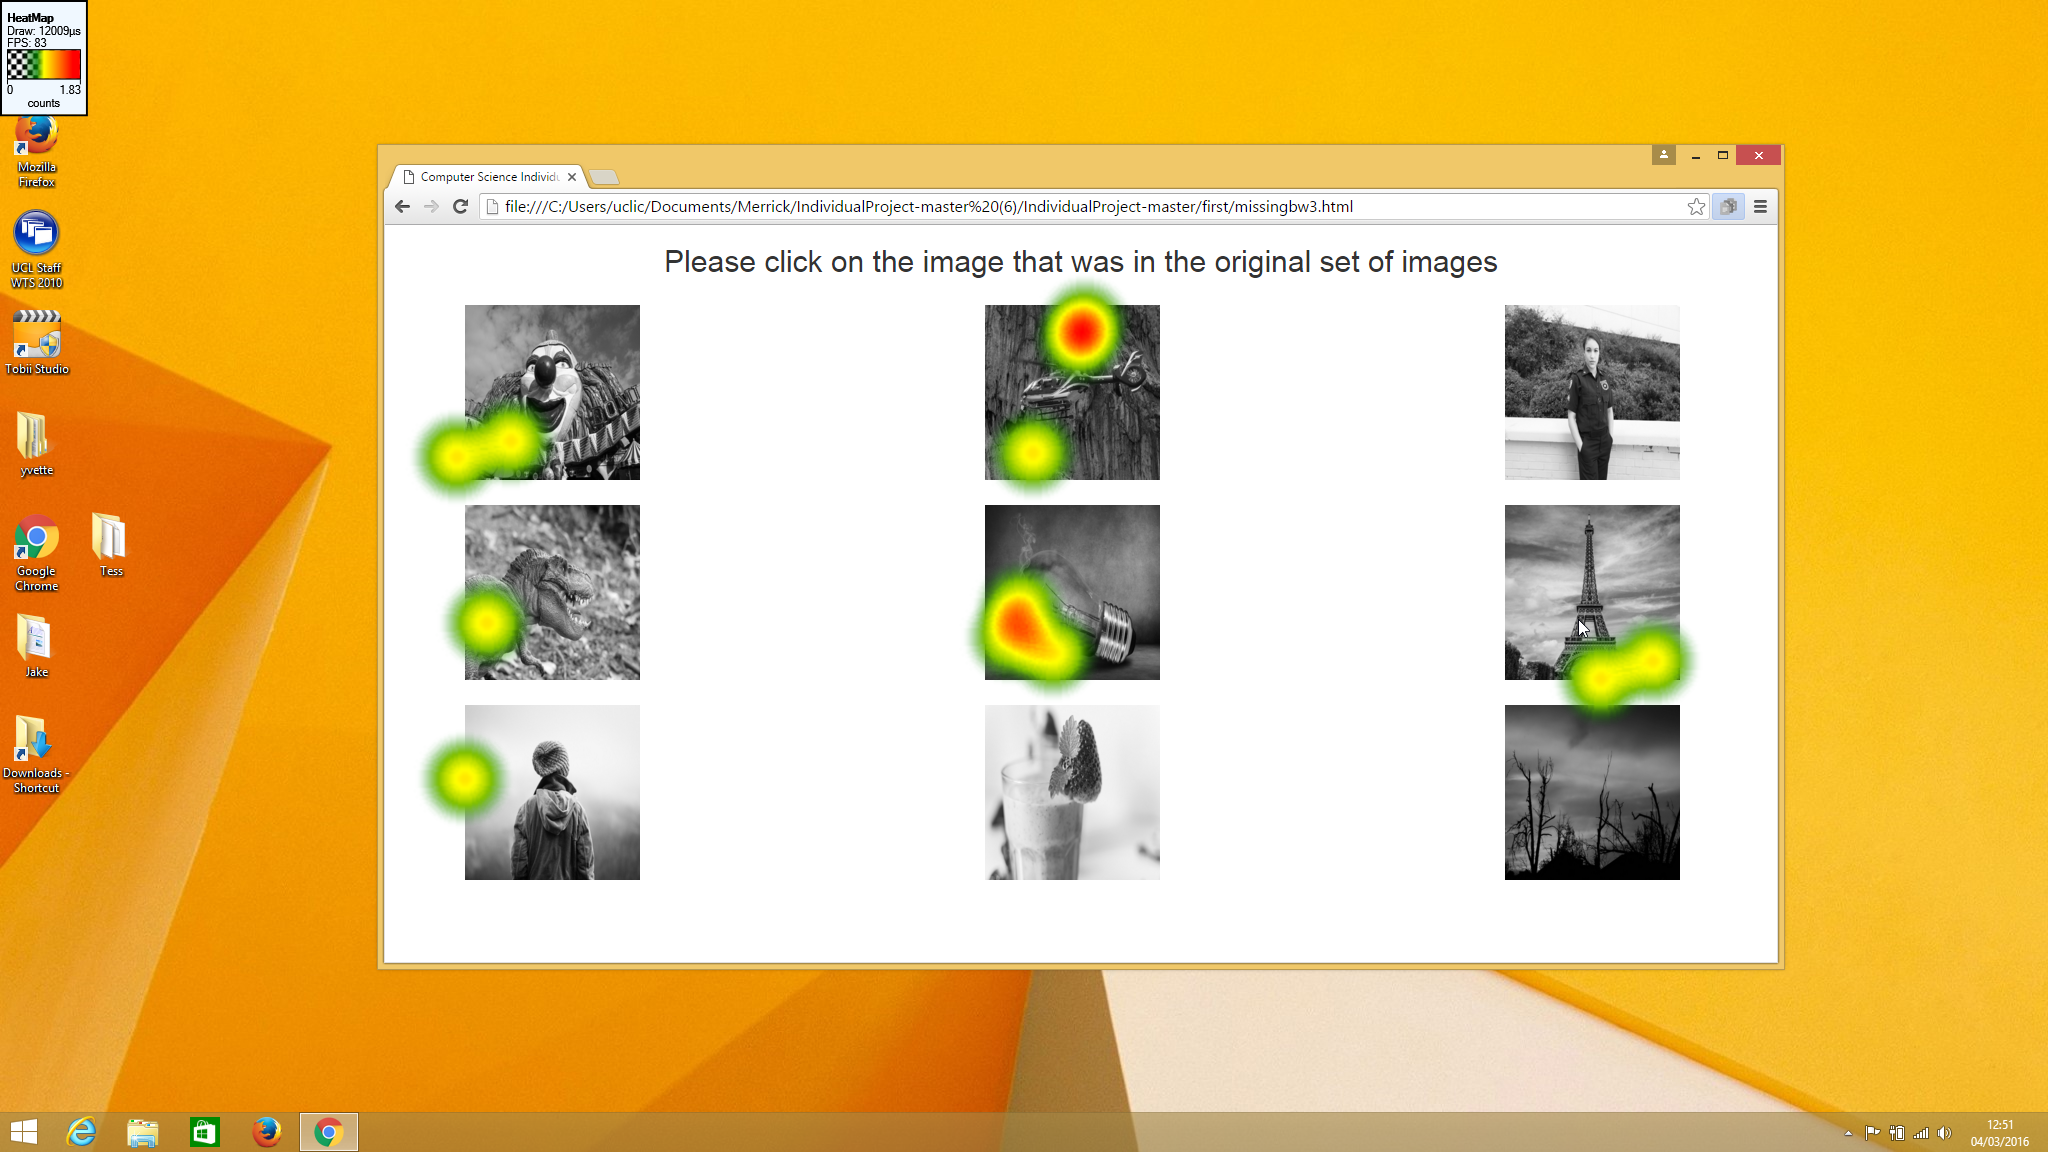 HeatMap
Draw: 12009µs
FPS: 83
0 1.83
counts
Mozilla
Firefox
UCL Staff
WTS 2010
Tobii Studio
yvette
Google
Chrome
Tess
Jake
Downloads -
Shortcut
Computer Science Individu
file:///C:/Users/uclic/Documents/Merrick/IndividualProject-master%20(6)/IndividualProject-master/first/missingbw3.html
Please click on the image that was in the original set of images
12:51
04/03/2016